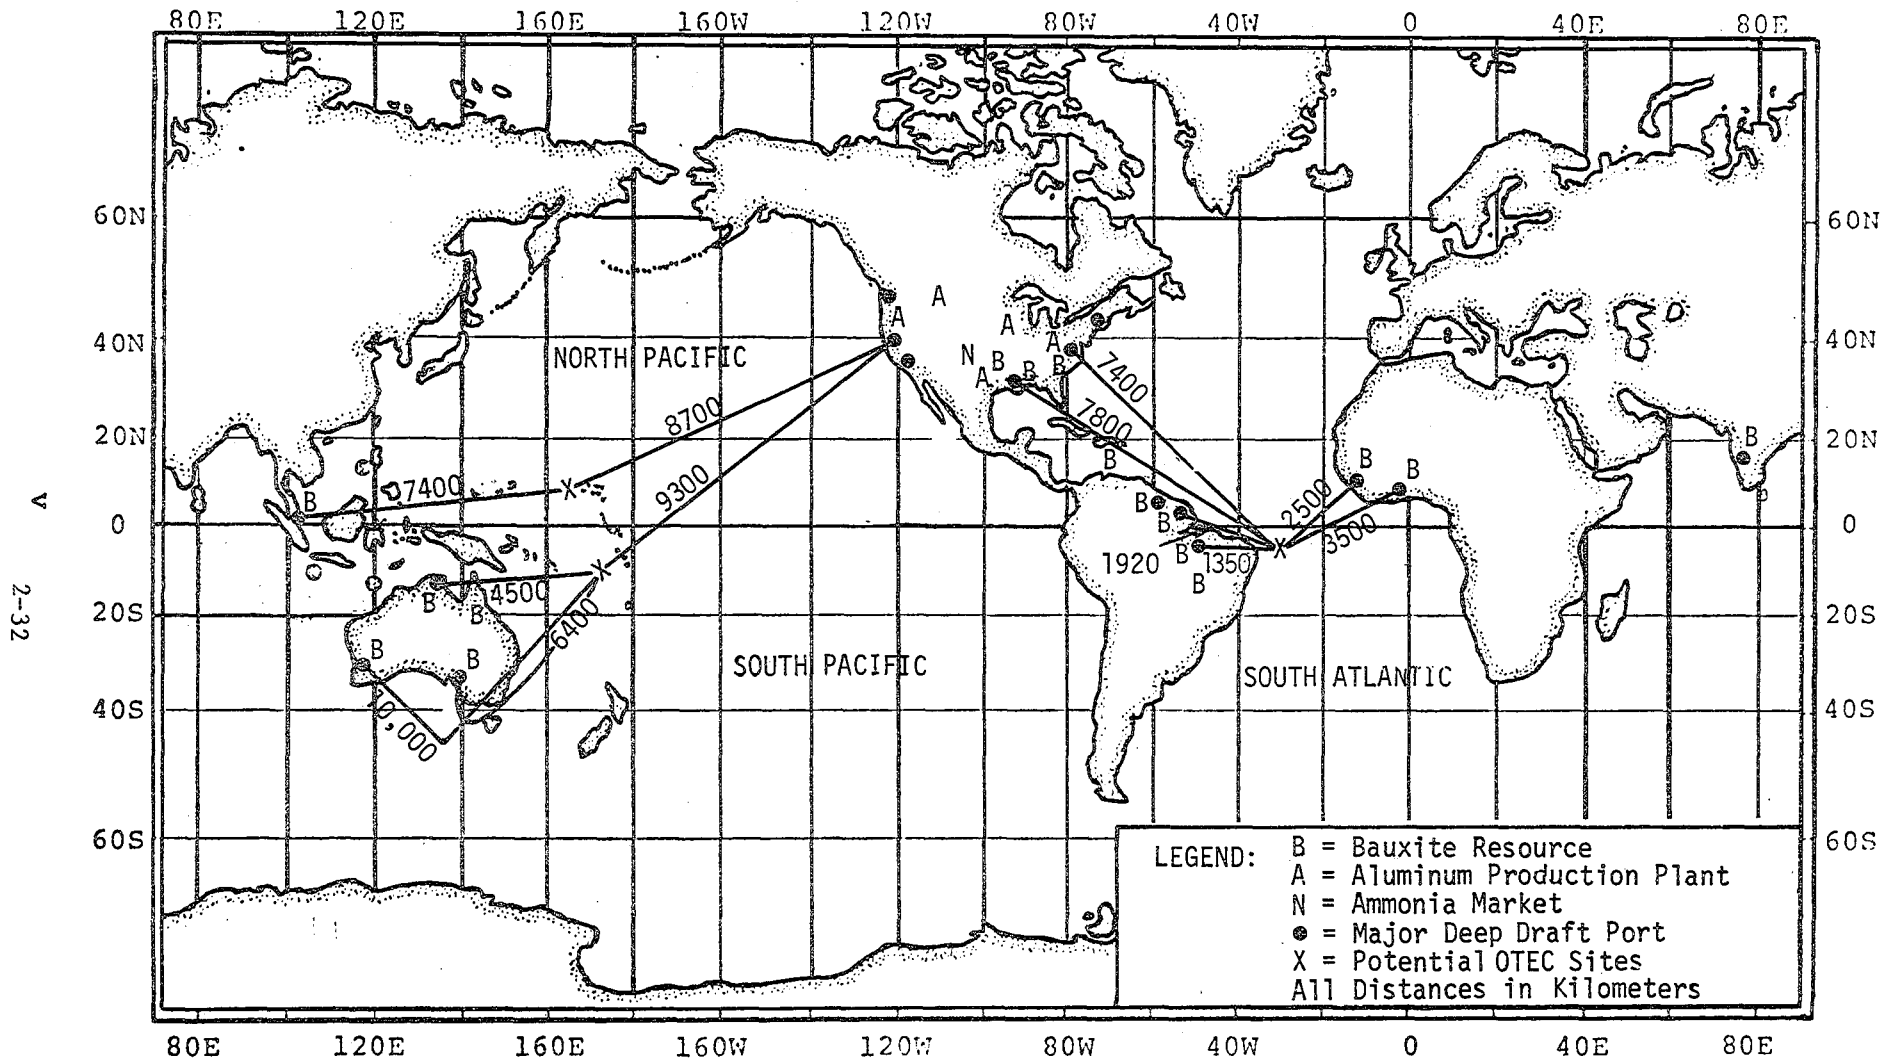 80E 120E 160E 160W 120W 80W 40W 0 40E 80E
60N 60N
A
A A
A
40N 40N
NORTH PACIFIC
N B
A B B
7400
8700
7800
20N 20N
B
B
B B
7400
9300
2500
B
B
B
0 0
3500
1920
B
1350
4500
B
B
B
20S 20S
6400
B B
SOUTH PACIFIC
SOUTH ATLANTIC
10,000
40S 40S
60S 60S
LEGEND:
B = Bauxite Resource
A = Aluminum Production Plant
N = Ammonia Market
● = Major Deep Draft Port
X = Potential OTEC Sites
All Distances in Kilometers
80E 120E 160E 160W 120W 80W 40W 0 40E 80E
V 2-32